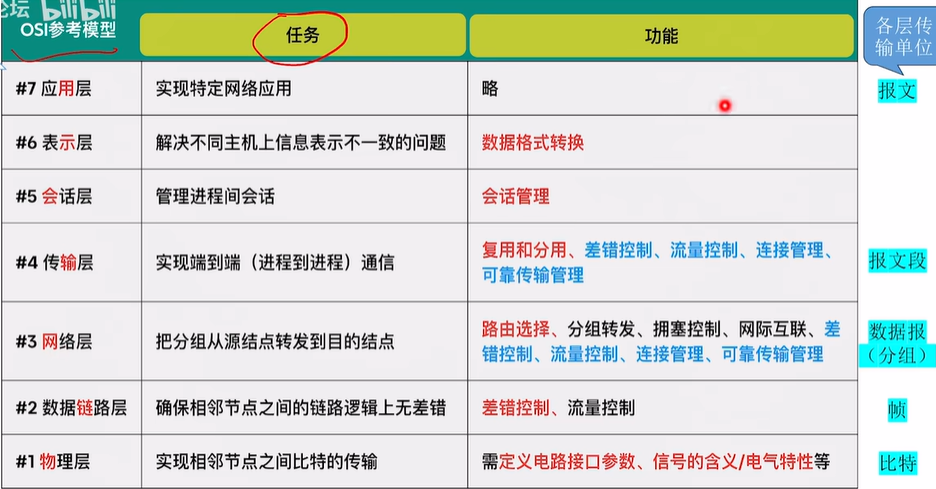 论坛 bilibili
OSI参考模型
任务
功能
各层传
输单位
#7 应用层
实现特定网络应用
略
报文
#6 表示层
解决不同主机上信息表示不一致的问题
数据格式转换
#5 会话层
管理进程间会话
会话管理
#4 传输层
实现端到端（进程到进程）通信
复用和分用、差错控制、流量控制、连接管理、
可靠传输管理
报文段
#3 网络层
把分组从源结点转发到目的结点
路由选择、分组转发、拥塞控制、网际互联、差
错控制、流量控制、连接管理、可靠传输管理
数据报
（分组）
#2 数据链路层
确保相邻节点之间的链路逻辑上无差错
差错控制、流量控制
帧
#1 物理层
实现相邻节点之间比特的传输
需定义电路接口参数、信号的含义/电气特性等
比特